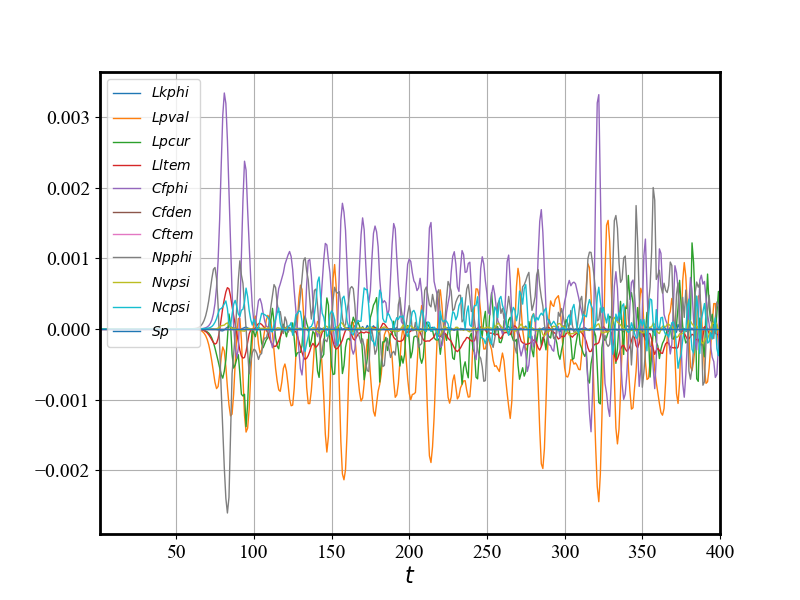 0.003
0.002
0.001
0.000
−0.001
−0.002
Lkphi
Lpval
Lpcur
Lltem
Cfphi
Cfden
Cftem
Npphi
Nvpsi
Ncpsi
Sp
50 100 150 200 250 300 350 400
t